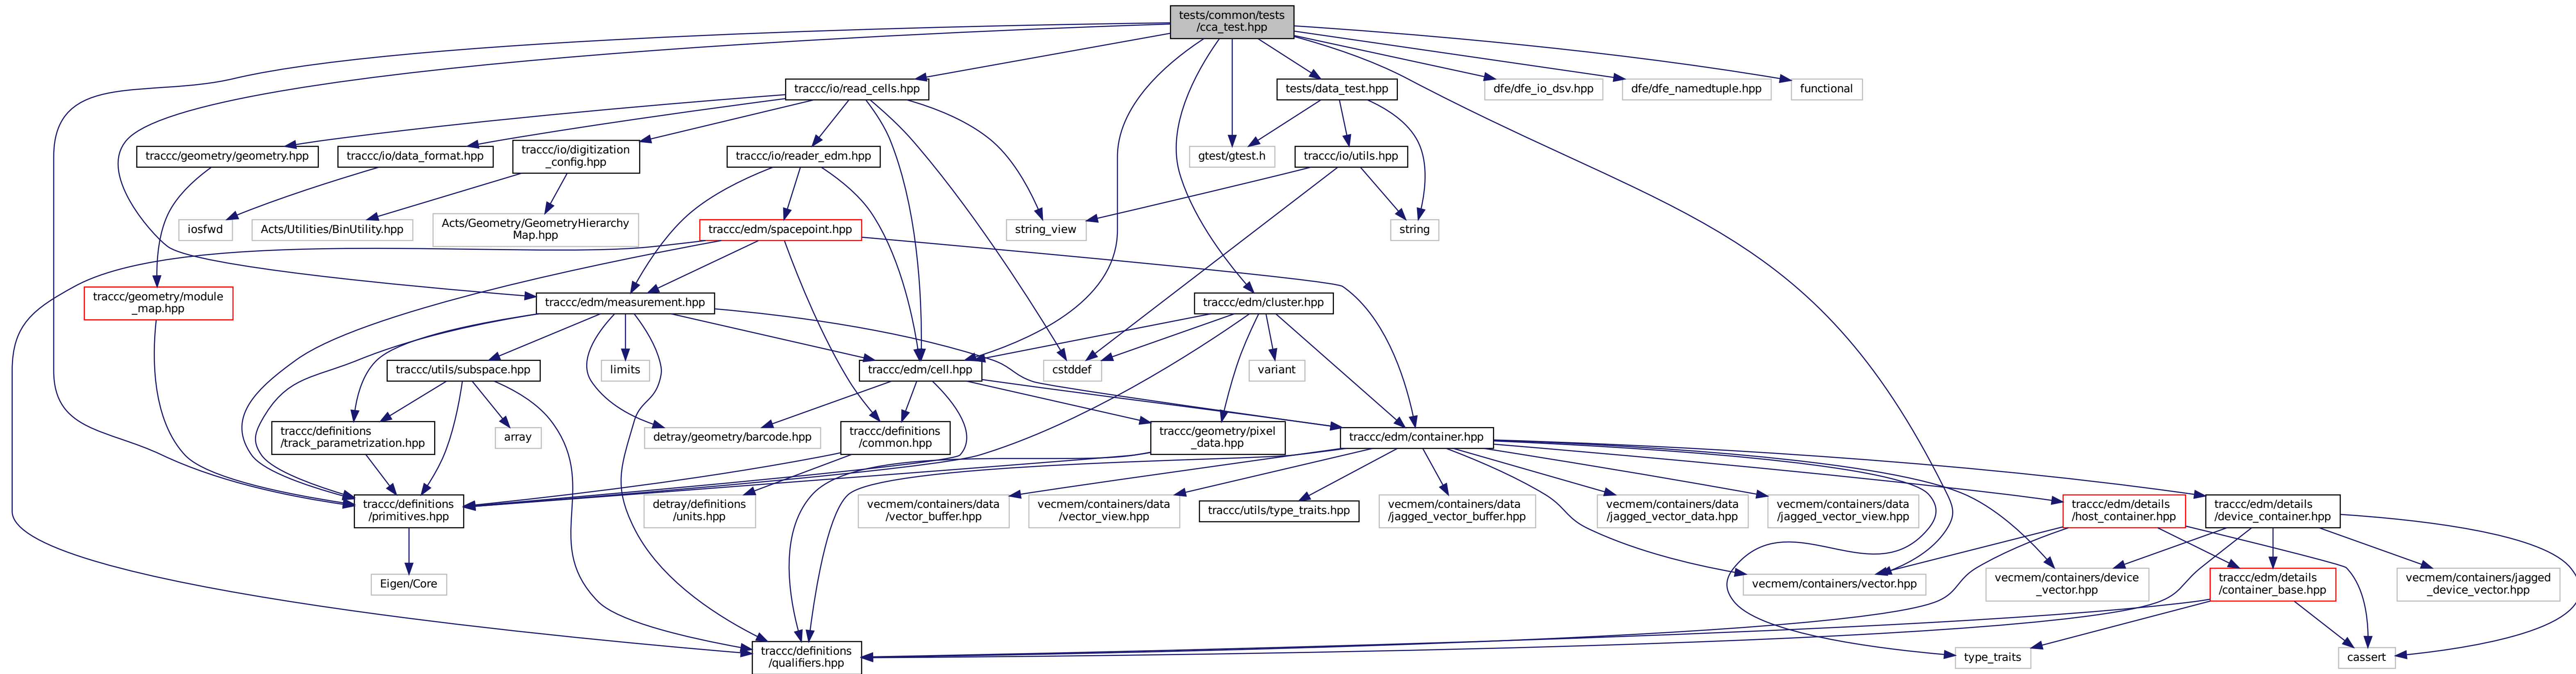 tests/common/tests
/cca_test.hpp
traccc/io/read_cells.hpp
tests/data_test.hpp
dfe/dfe_io_dsv.hpp
dfe/dfe_namedtuple.hpp
functional
traccc/geometry/geometry.hpp
traccc/io/data_format.hpp
traccc/io/digitization
_config.hpp
traccc/io/reader_edm.hpp
gtest/gtest.h
traccc/io/utils.hpp
iosfwd
Acts/Utilities/BinUtility.hpp
Acts/Geometry/GeometryHierarchy
Map.hpp
traccc/edm/spacepoint.hpp
string_view
string
traccc/geometry/module
_map.hpp
traccc/edm/measurement.hpp
traccc/edm/cluster.hpp
traccc/utils/subspace.hpp
limits
traccc/edm/cell.hpp
cstddef
variant
traccc/definitions
/track_parametrization.hpp
array
detray/geometry/barcode.hpp
traccc/definitions
/common.hpp
traccc/geometry/pixel
_data.hpp
traccc/edm/container.hpp
traccc/definitions
/primitives.hpp
detray/definitions
/units.hpp
vecmem/containers/data
/vector_buffer.hpp
vecmem/containers/data
/vector_view.hpp
traccc/utils/type_traits.hpp
vecmem/containers/data
/jagged_vector_buffer.hpp
vecmem/containers/data
/jagged_vector_data.hpp
vecmem/containers/data
/jagged_vector_view.hpp
traccc/edm/details
/host_container.hpp
traccc/edm/details
/device_container.hpp
Eigen/Core
vecmem/containers/vector.hpp
vecmem/containers/device
_vector.hpp
traccc/edm/details
/container_base.hpp
vecmem/containers/jagged
_device_vector.hpp
traccc/definitions
/qualifiers.hpp
type_traits
cassert